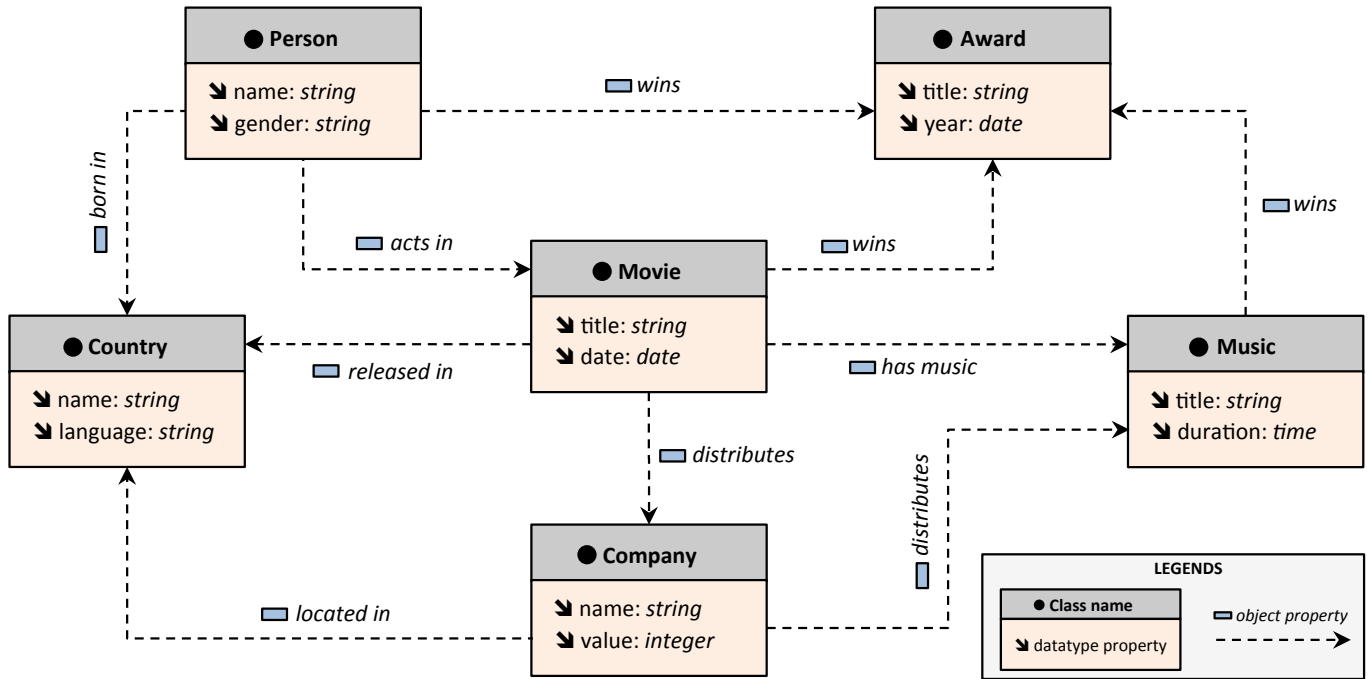 Person
name: string
gender: string
Award
title: string
year: date
wins
born in
acts in
wins
wins
Movie
title: string
date: date
Country
name: string
language: string
released in
has music
Music
title: string
duration: time
distributes
distributes
Company
name: string
value: integer
located in
LEGENDS
Class name
datatype property
object property